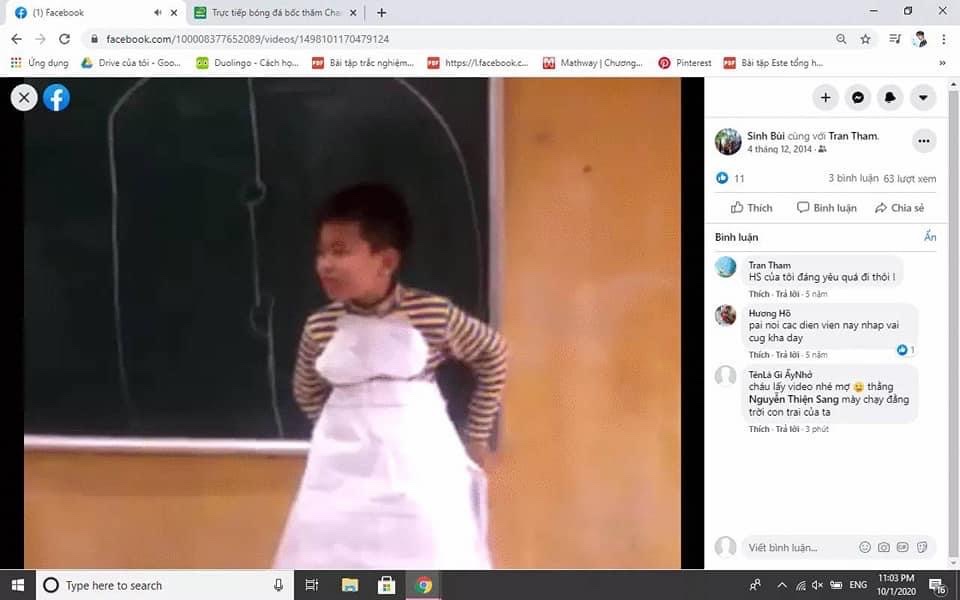 (1) Facebook
Trực tiếp bóng đá bốc thăm Cha
facebook.com/100008377652089/videos/1498101170479124
Ứng dụng
Drive của tôi - Goo...
Duolingo - Cách họ...
Bài tập trắc nghiệm...
https://l.facebook.c...
Mathway | Chương...
Pinterest
Bài tập Este tổng h...
»
Sinh Bùi cùng với Tran Tham.
4 tháng 12, 2014 ·
11
3 bình luận 63 lượt xem
Thích
Bình luận
Chia sẻ
Bình luận
Ẩn
Tran Tham
HS của tôi đáng yêu quá đi thôi !
Thích · Trả lời · 5 năm
Hương Hồ
pai noi cac dien vien nay nhap vai
cug kha day
1
Thích · Trả lời · 5 năm
TênLà Gì ẤyNhở
cháu lấy video nhé mợ 😄 thằng
Nguyễn Thiện Sang mày chạy đằng
trời con trai của ta
Thích · Trả lời · 3 phút
Viết bình luận...
GIF
Type here to search
ENG
11:03 PM
10/1/2020
16